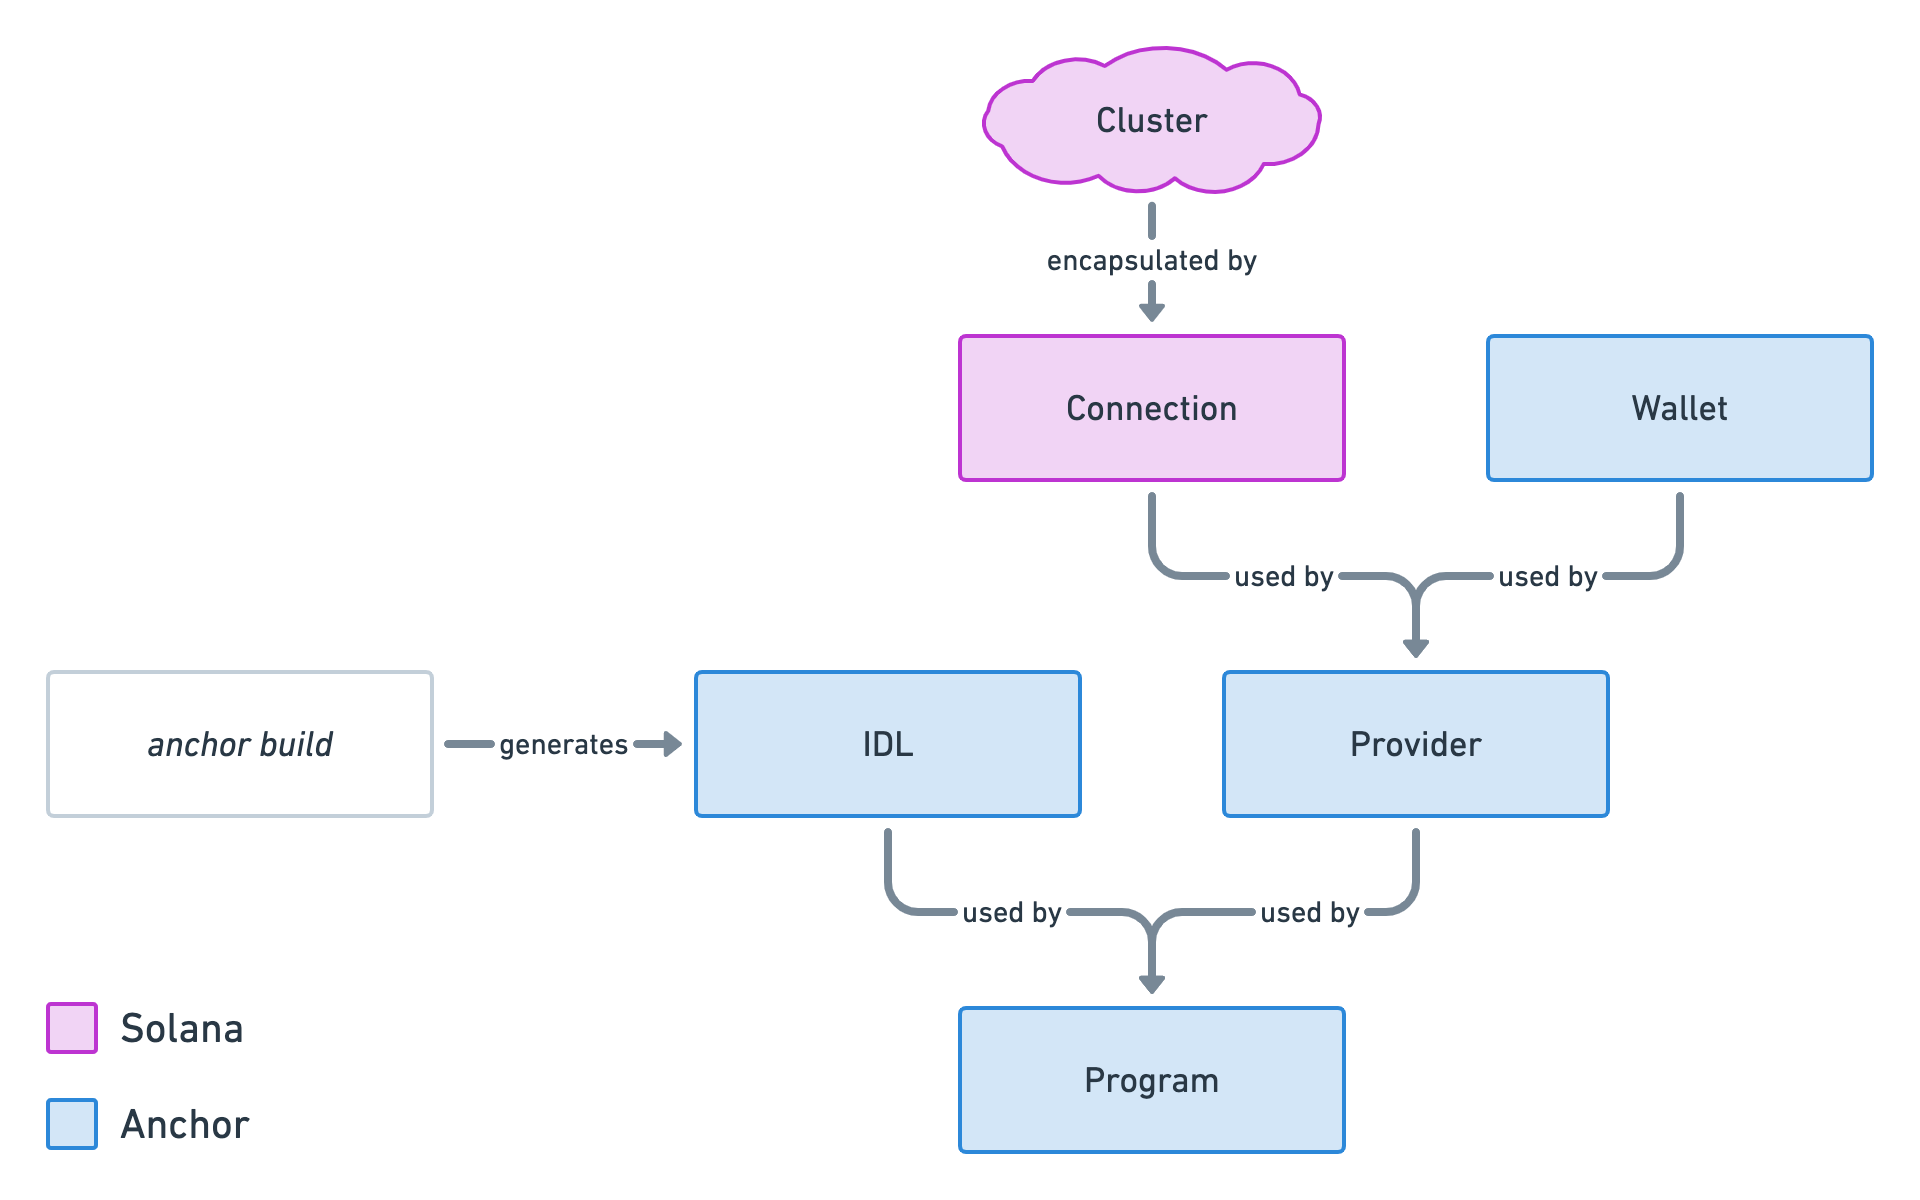 Cluster
encapsulated by
Connection
Wallet
used by
used by
anchor build
generates
IDL
Provider
used by
used by
Solana
Program
Anchor